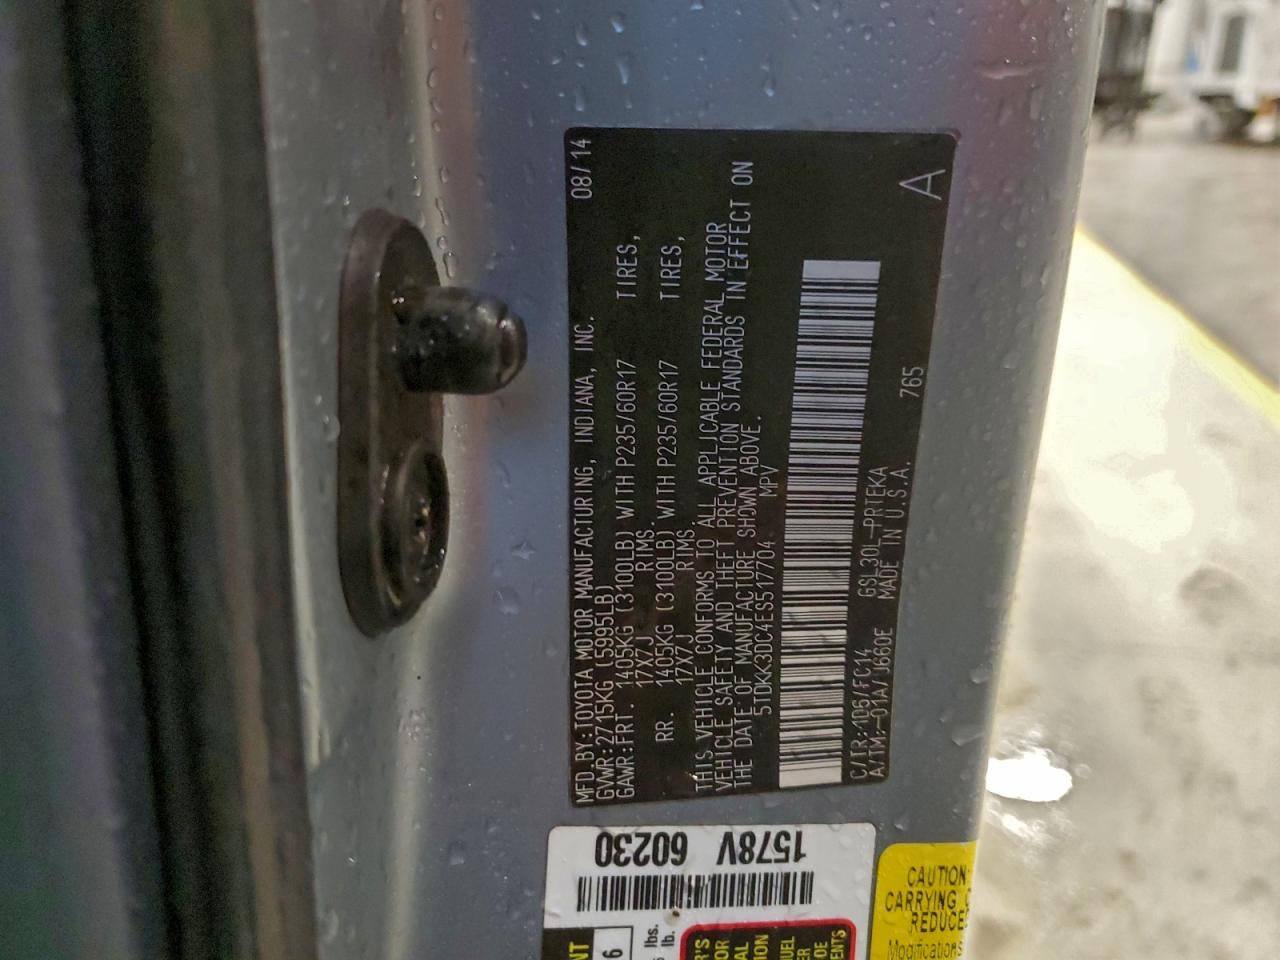 MFD.BY:TOYOTA MOTOR MANUFACTURING, INDIANA, INC. 08/14
GVWR:2715KG (5995LB)
GAWR:FRT. 1405KG (3100LB) WITH P235/60R17 TIRES,
17X7J RIMS.
RR. 1405KG (3100LB) WITH P235/60R17 TIRES,
17X7J RIMS.
THIS VEHICLE CONFORMS TO ALL APPLICABLE FEDERAL MOTOR
VEHICLE SAFETY AND THEFT PREVENTION STANDARDS IN EFFECT ON
THE DATE OF MANUFACTURE SHOWN ABOVE.
5TDKK3DC4ES517704 MPV
C/TR:1D6/FC14 GSL30L-PRTEKA 765 A
A/TM:-01A/U660E MADE IN U.S.A.
1578V 60230
CAUTION:
CARRYING
REDUCE
Modifications
lbs.
lb.